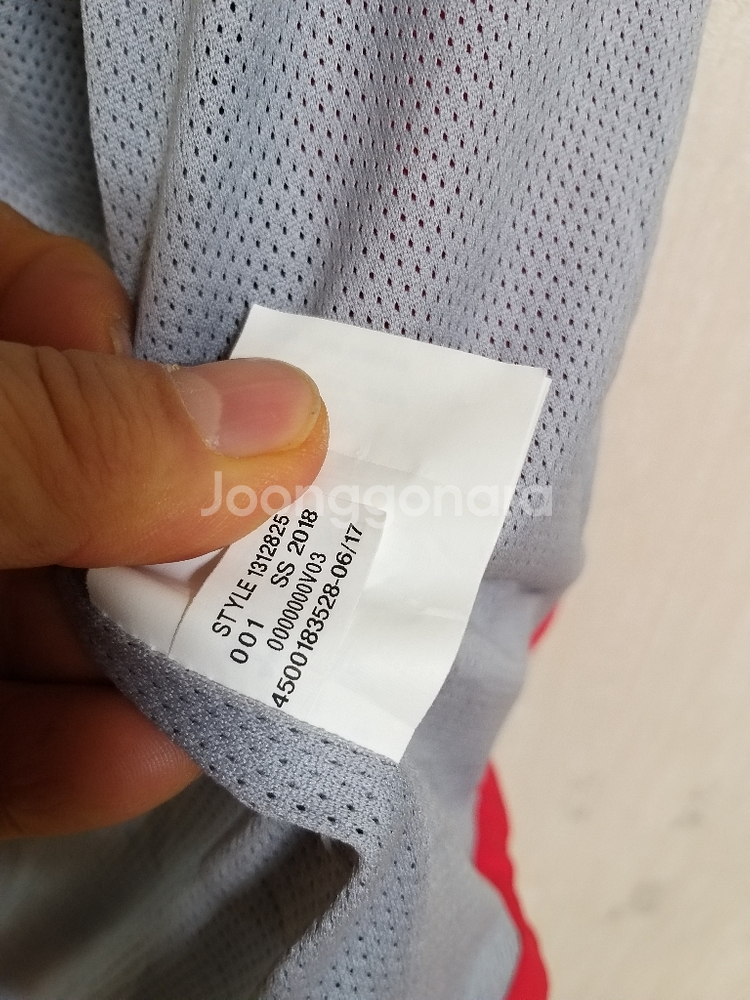 Joonggonara
STYLE 1312825
001 SS 2018
0000000V03
4500183528-06/17